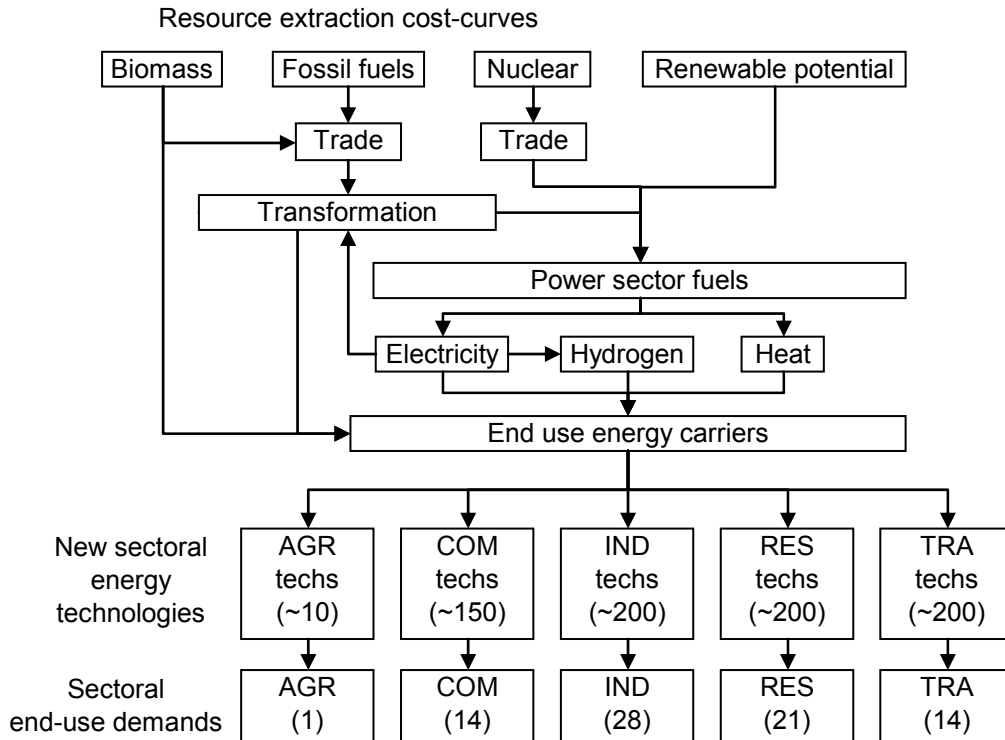 Resource extraction cost-curves
Biomass
Fossil fuels
Nuclear
Renewable potential
Trade
Trade
Transformation
Power sector fuels
Electricity
Hydrogen
Heat
End use energy carriers
New sectoral
energy
technologies
AGR
techs
(~10)
COM
techs
(~150)
IND
techs
(~200)
RES
techs
(~200)
TRA
techs
(~200)
Sectoral
end-use demands
AGR
(1)
COM
(14)
IND
(28)
RES
(21)
TRA
(14)